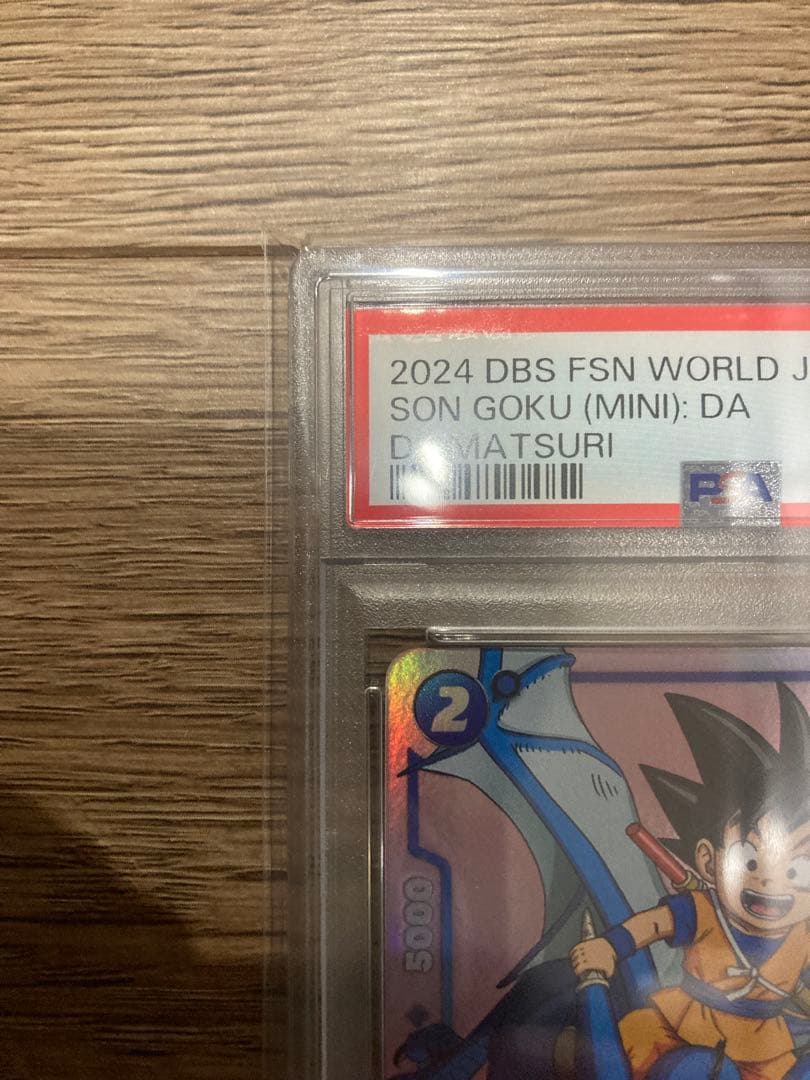 2024 DBS FSN WORLD J
SON GOKU (MINI): DA
MATSURI
PSA
2
5000